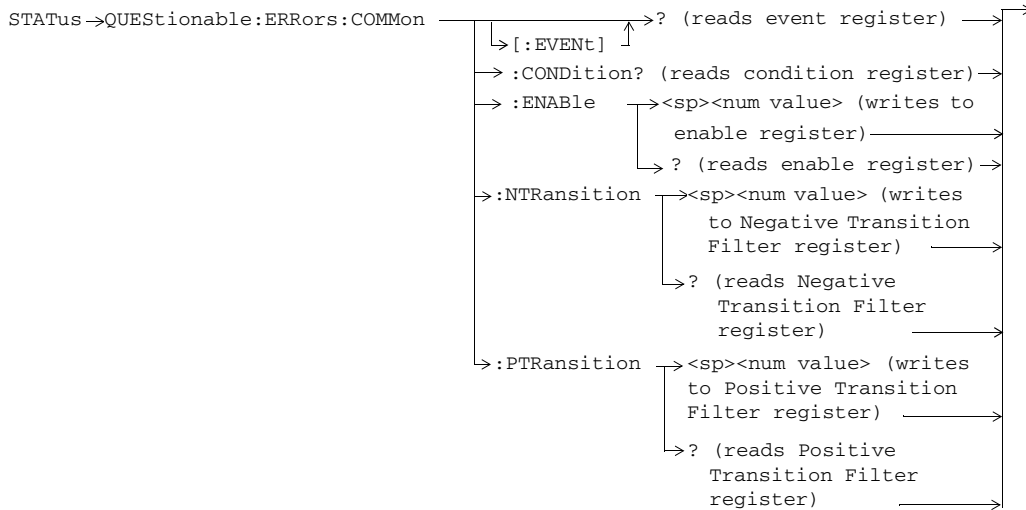 STATus QUEStionable:ERRors:COMMon ? (reads event register)
[:EVENt]
:CONDition? (reads condition register)
:ENABle <sp><num value> (writes to
enable register)
? (reads enable register)
:NTRansition <sp><num value> (writes
to Negative Transition
Filter register)
? (reads Negative
Transition Filter
register)
:PTRansition <sp><num value> (writes
to Positive Transition
Filter register)
? (reads Positive
Transition Filter
register)